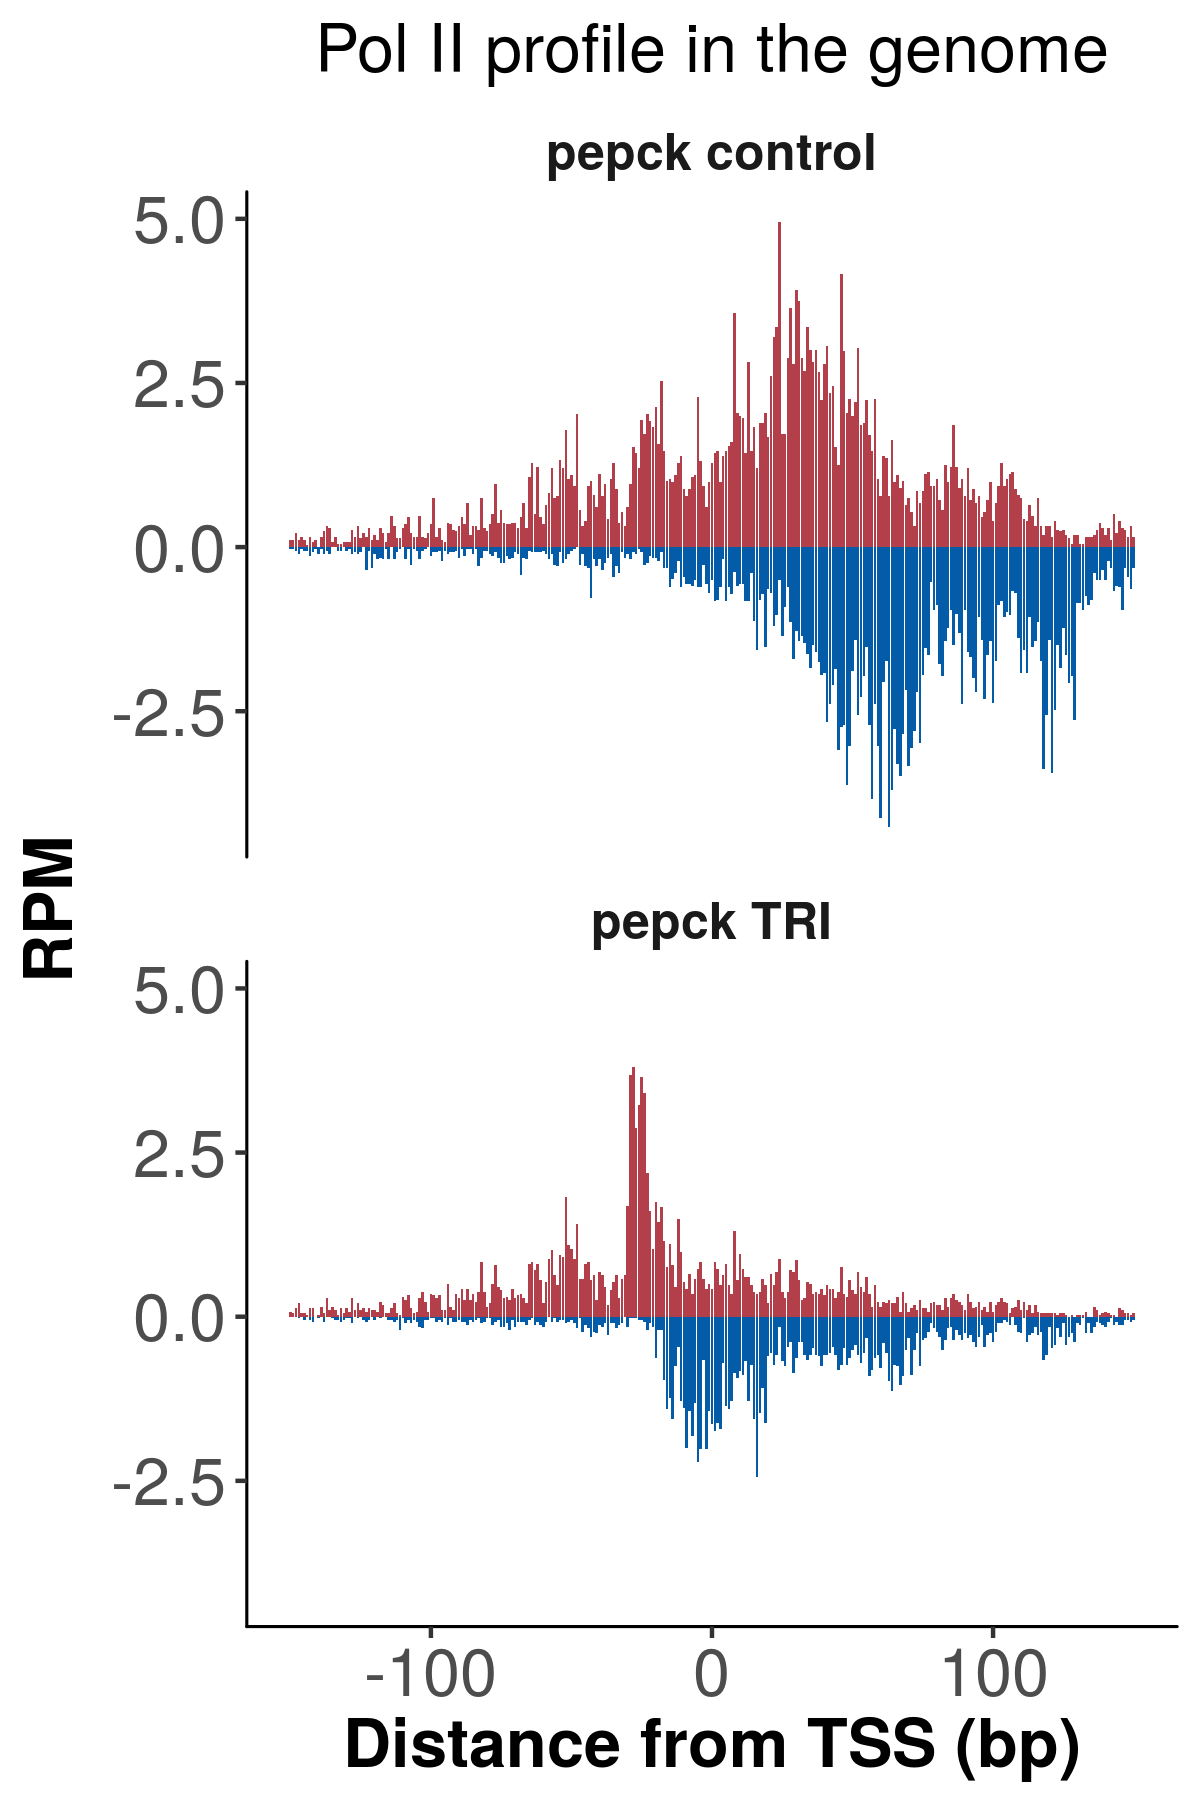 Pol II profile in the genome
pepck control
5.0
2.5
0.0
-2.5
RPM
pepck TRI
5.0
2.5
0.0
-2.5
-100 0 100
Distance from TSS (bp)